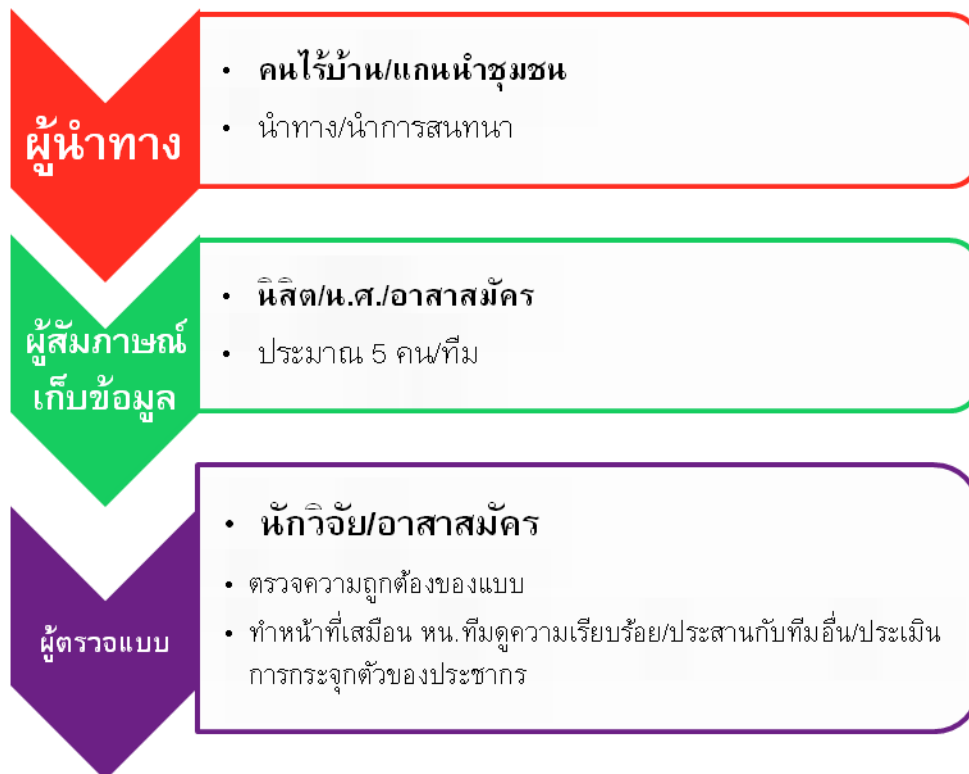 ผู้นำทาง
• คนไร้บ้าน/แกนนำชุมชน
• นำทาง/นำการสนทนา
ผู้สัมภาษณ์
เก็บข้อมูล
• นิสิต/น.ศ./อาสาสมัคร
• ประมาณ 5 คน/ทีม
ผู้ตรวจแบบ
• นักวิจัย/อาสาสมัคร
• ตรวจความถูกต้องของแบบ
• ทำหน้าที่เสมือน หน.ทีมดูความเรียบร้อย/ประสานกับทีมอื่น/ประเมิน
การกระจุกตัวของประชากร